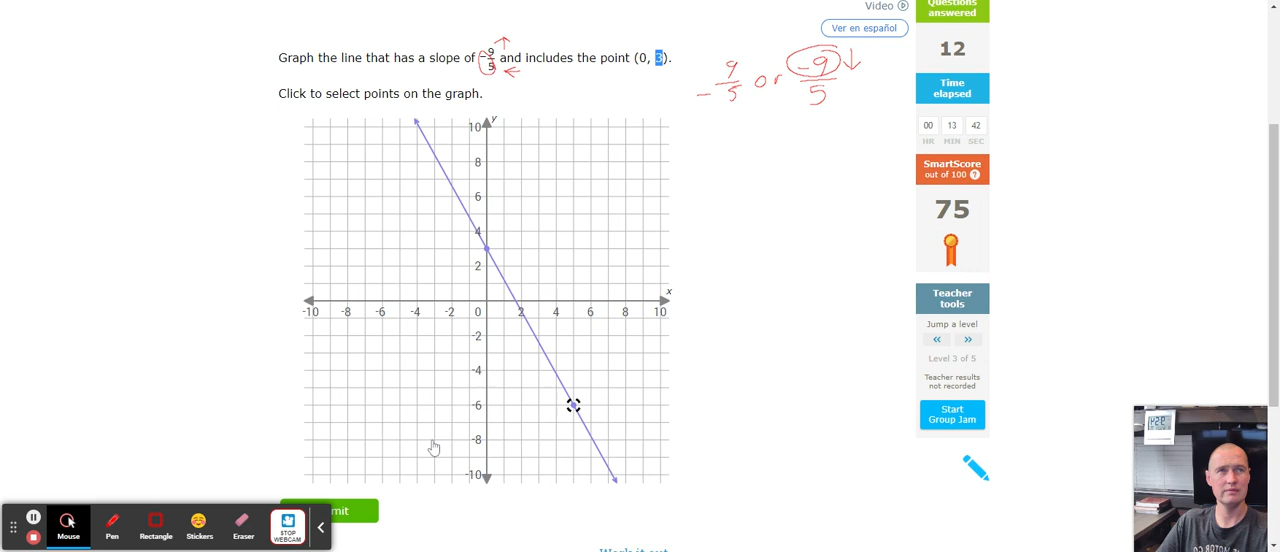 Video
Questions
answered
12
Ver en español
Graph the line that has a slope of -9/5 and includes the point (0, 3).
- 9/5 or -9/5
Click to select points on the graph.
Time
elapsed
00 13 42
HR MIN SEC
SmartScore
out of 100 ?
75
y
10
8
6
4
2
x
-10 -8 -6 -4 -2 0 2 4 6 8 10
-2
-4
-6
-8
-10
Teacher
tools
Jump a level
Level 3 of 5
Teacher results
not recorded
Start
Group Jam
mit
Mouse
Pen
Rectangle
Stickers
Eraser
STOP
WEBCAM
Work it out